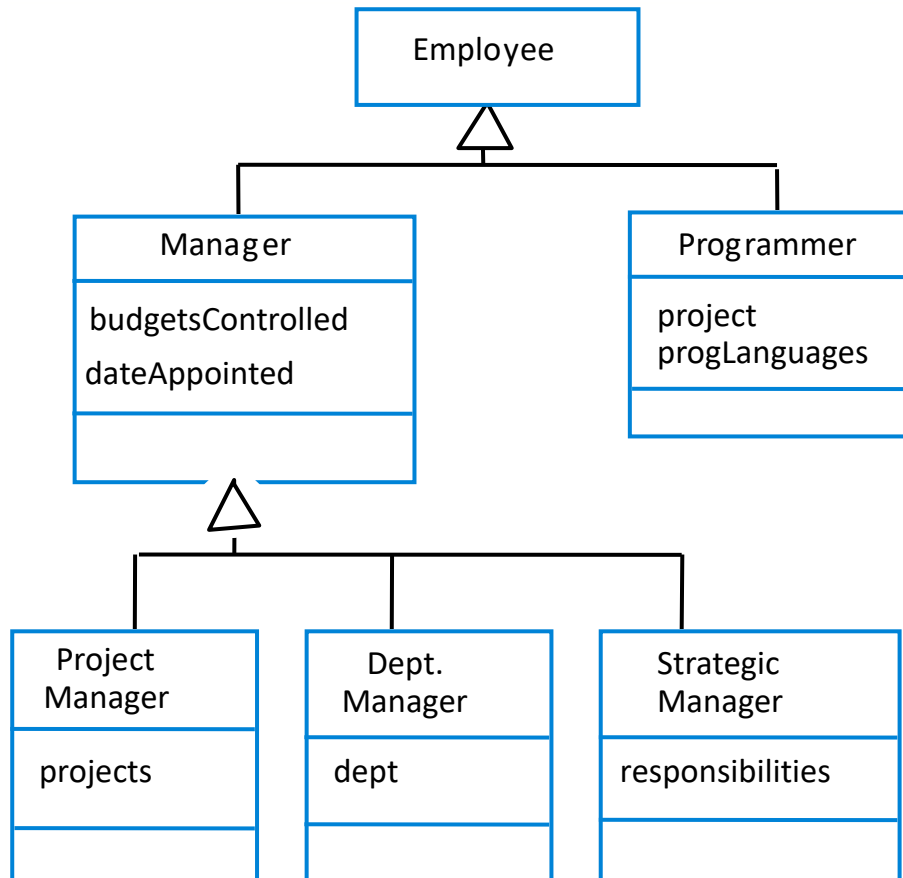 Employee
Manager
Programmer
budgetsControlled
dateAppointed
project
progLanguages
Project
Manager
Dept.
Manager
Strategic
Manager
projects
dept
responsibilities